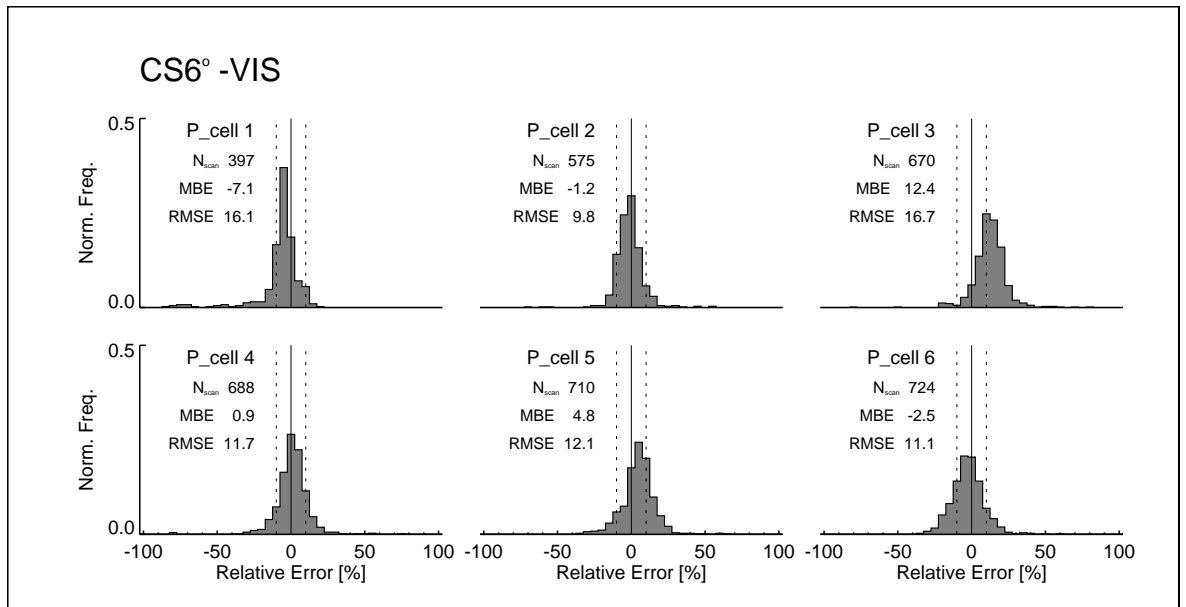 CS6° -VIS
0.5
0.0
Norm. Freq.
P_cell 1
Nscan 397
MBE -7.1
RMSE 16.1
P_cell 2
Nscan 575
MBE -1.2
RMSE 9.8
P_cell 3
Nscan 670
MBE 12.4
RMSE 16.7
0.5
0.0
Norm. Freq.
P_cell 4
Nscan 688
MBE 0.9
RMSE 11.7
P_cell 5
Nscan 710
MBE 4.8
RMSE 12.1
P_cell 6
Nscan 724
MBE -2.5
RMSE 11.1
-100 -50 0 50 100
Relative Error [%]
-100 -50 0 50 100
Relative Error [%]
-100 -50 0 50 100
Relative Error [%]